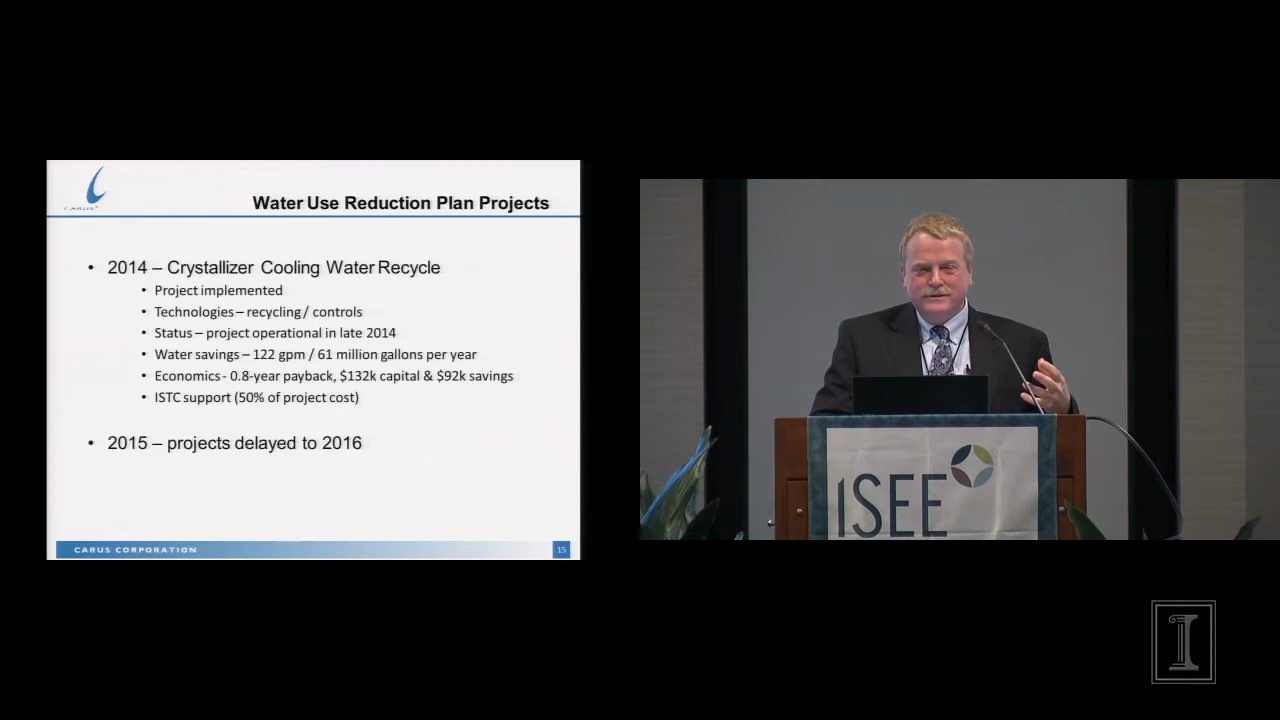 CARUS
Water Use Reduction Plan Projects
• 2014 – Crystallizer Cooling Water Recycle
• Project implemented
• Technologies – recycling / controls
• Status – project operational in late 2014
• Water savings – 122 gpm / 61 million gallons per year
• Economics - 0.8-year payback, $132k capital & $92k savings
• ISTC support (50% of project cost)
• 2015 – projects delayed to 2016
CARUS CORPORATION
15
ISEE
I